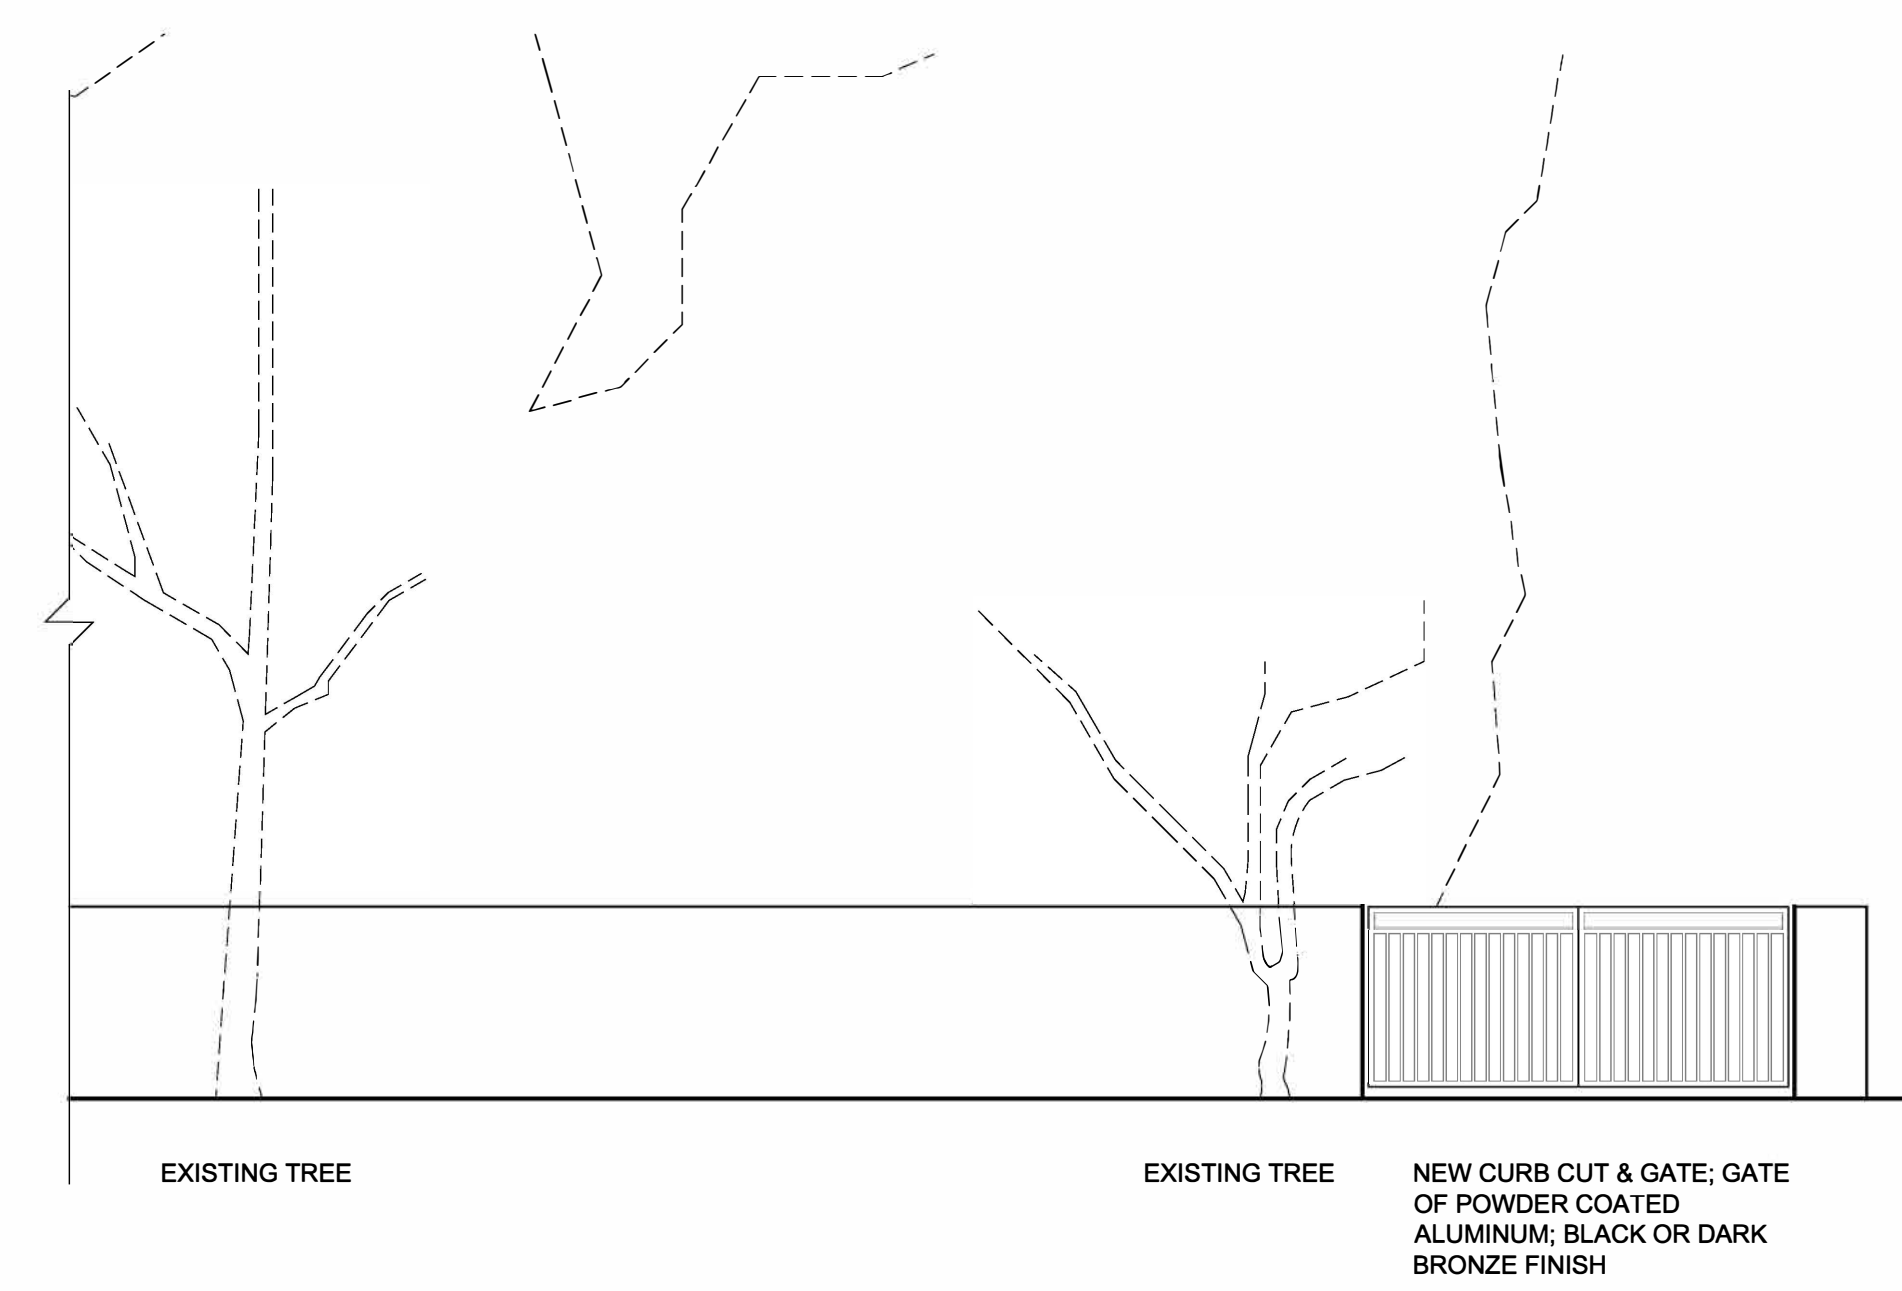 EXISTING TREE
EXISTING TREE
NEW CURB CUT & GATE; GATE
OF POWDER COATED
ALUMINUM; BLACK OR DARK
BRONZE FINISH